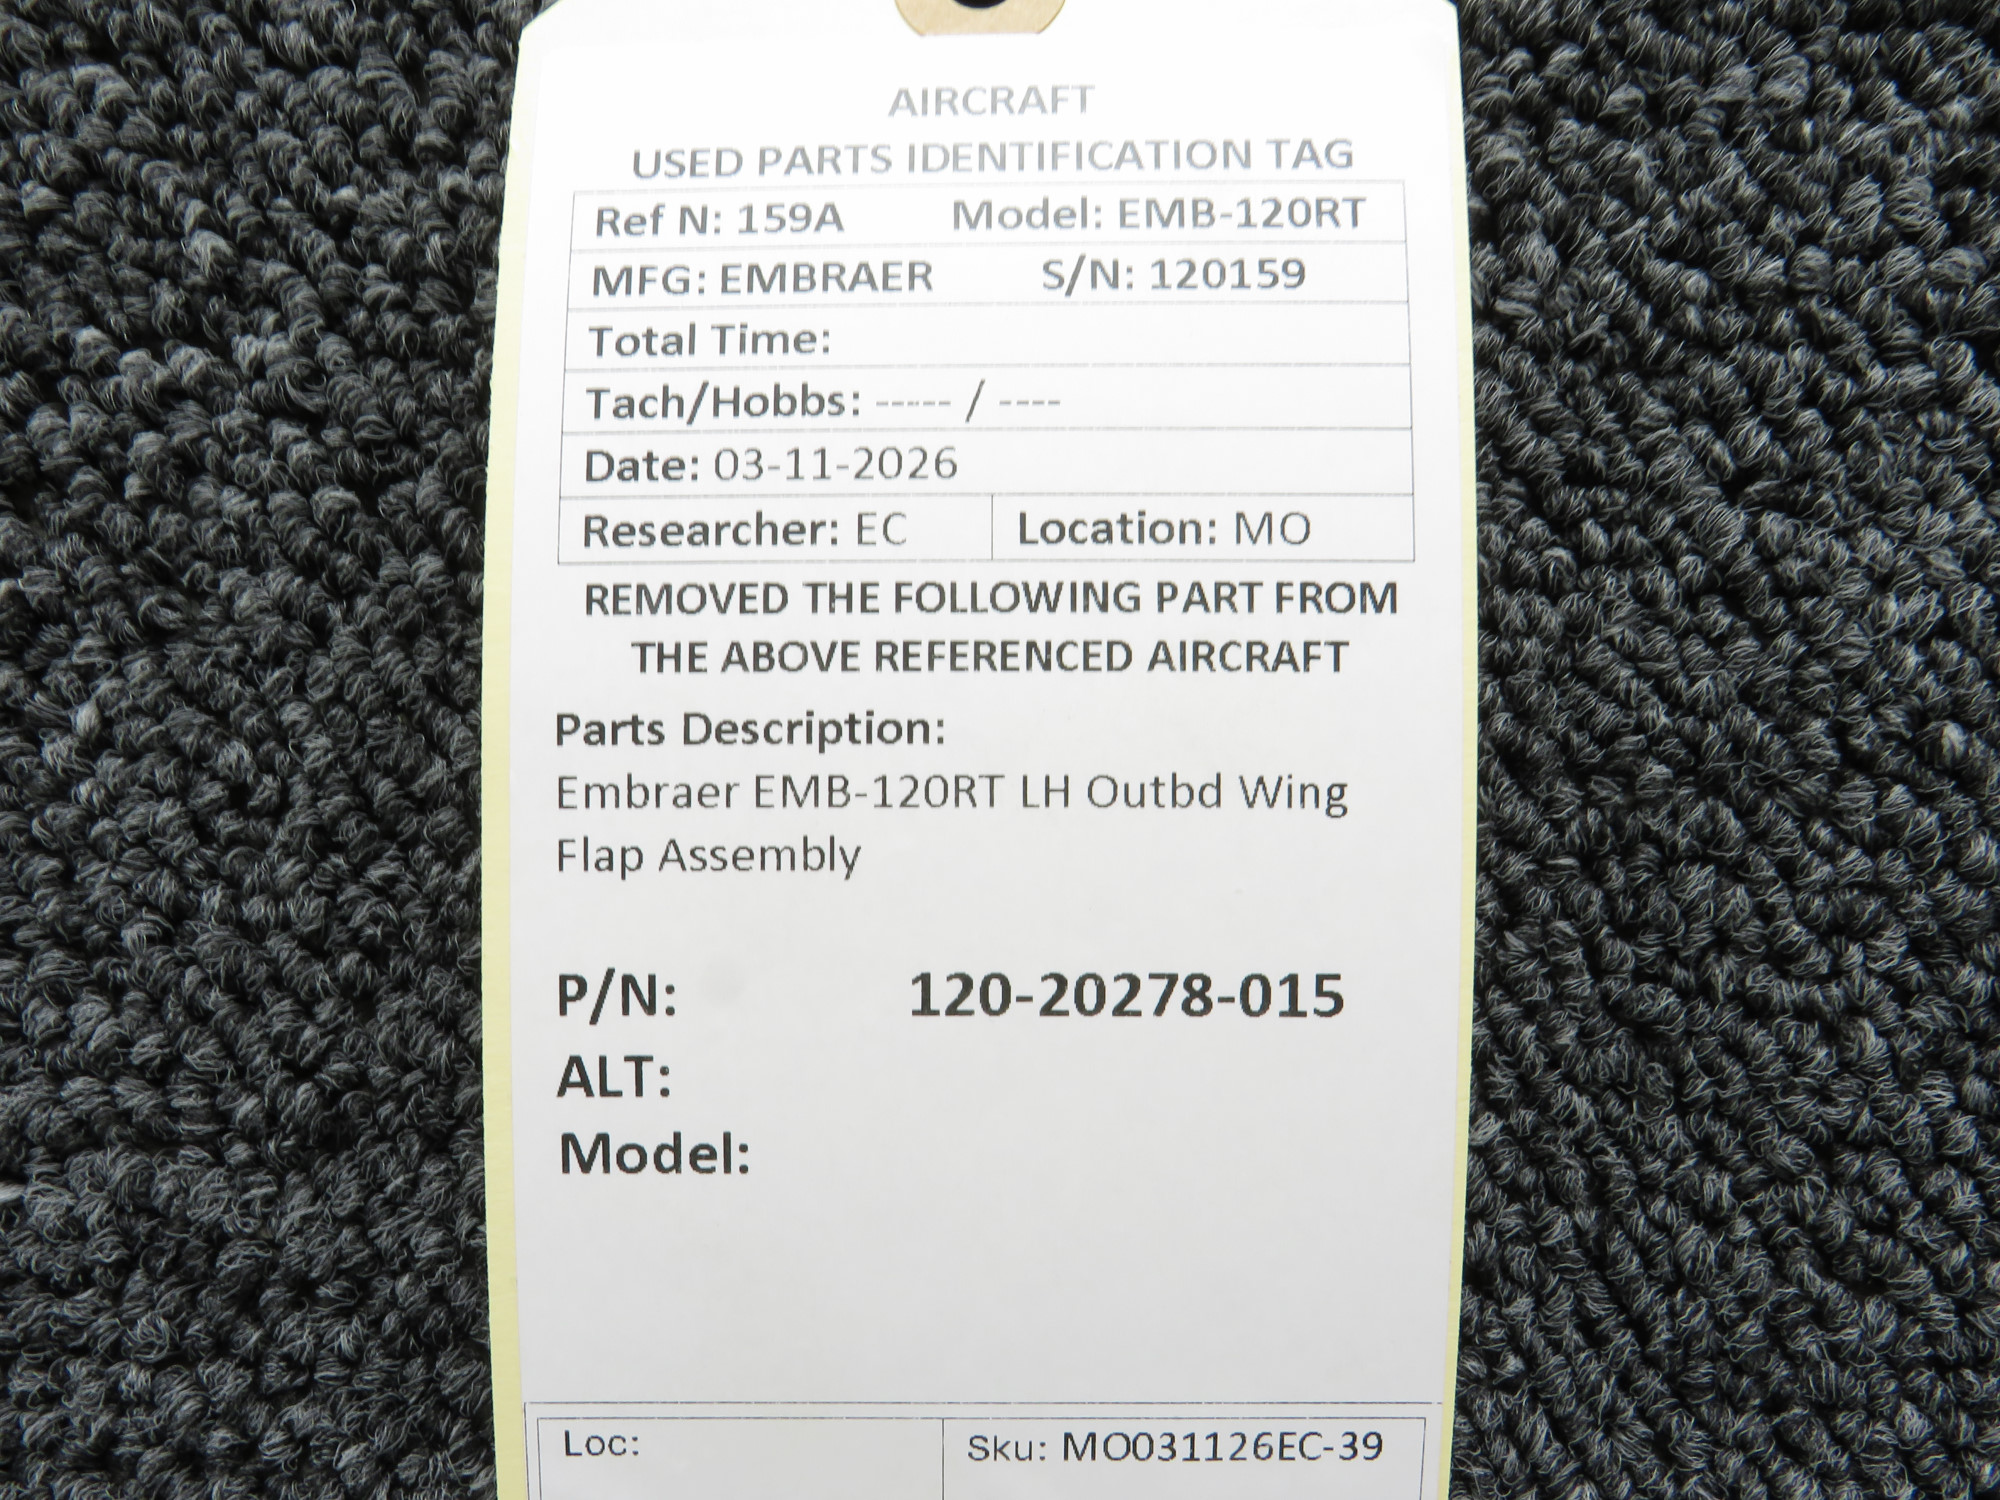 AIRCRAFT
USED PARTS IDENTIFICATION TAG
Ref N: 159A Model: EMB-120RT
MFG: EMBRAER S/N: 120159
Total Time:
Tach/Hobbs: ----- / ----
Date: 03-11-2026
Researcher: EC Location: MO
REMOVED THE FOLLOWING PART FROM
THE ABOVE REFERENCED AIRCRAFT
Parts Description:
Embraer EMB-120RT LH Outbd Wing
Flap Assembly
P/N: 120-20278-015
ALT:
Model:
Loc: Sku: MO031126EC-39